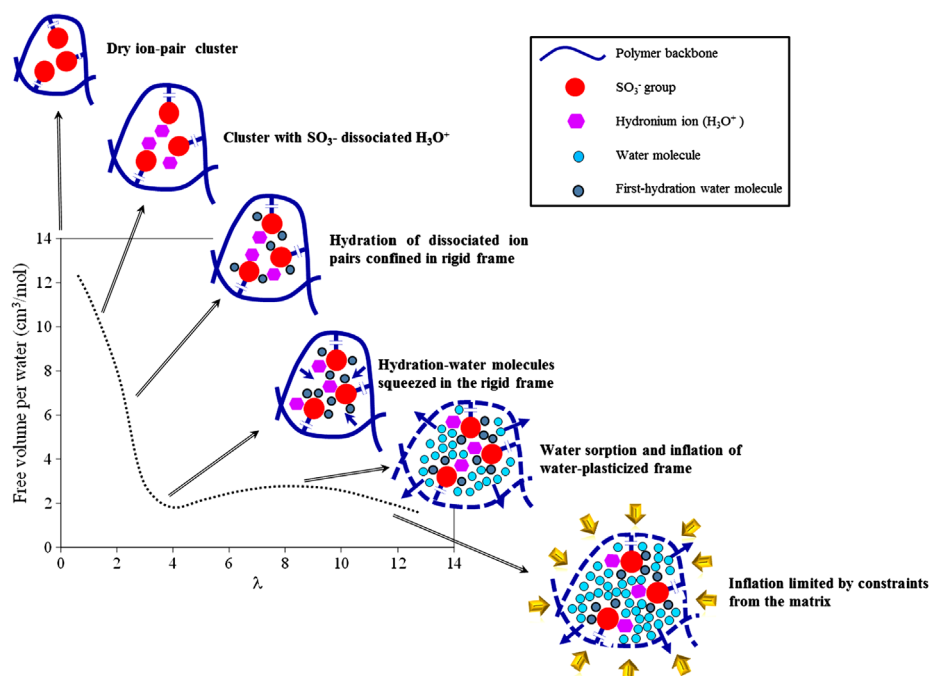 Dry ion-pair cluster
Polymer backbone
SO₃⁻ group
Hydronium ion (H₃O⁺ )
Water molecule
First-hydration water molecule
Cluster with SO₃- dissociated H₃O⁺
Hydration of dissociated ion
pairs confined in rigid frame
Hydration-water molecules
squeezed in the rigid frame
Water sorption and inflation of
water-plasticized frame
Inflation limited by constraints
from the matrix
Free volume per water (cm³/mol)
14
12
10
8
6
4
2
0
0 2 4 6 8 10 12 14
λ